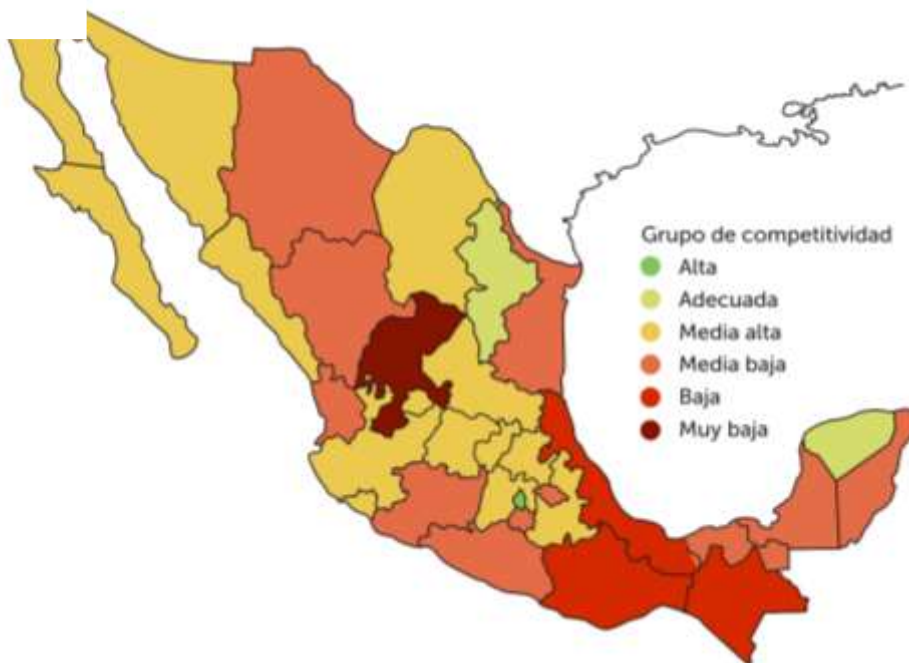 Grupo de competitividad
Alta
Adecuada
Media alta
Media baja
Baja
Muy baja